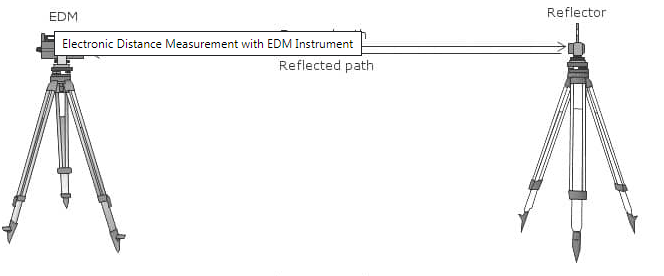 EDM
Reflector
Electronic Distance Measurement with EDM Instrument
Reflected path